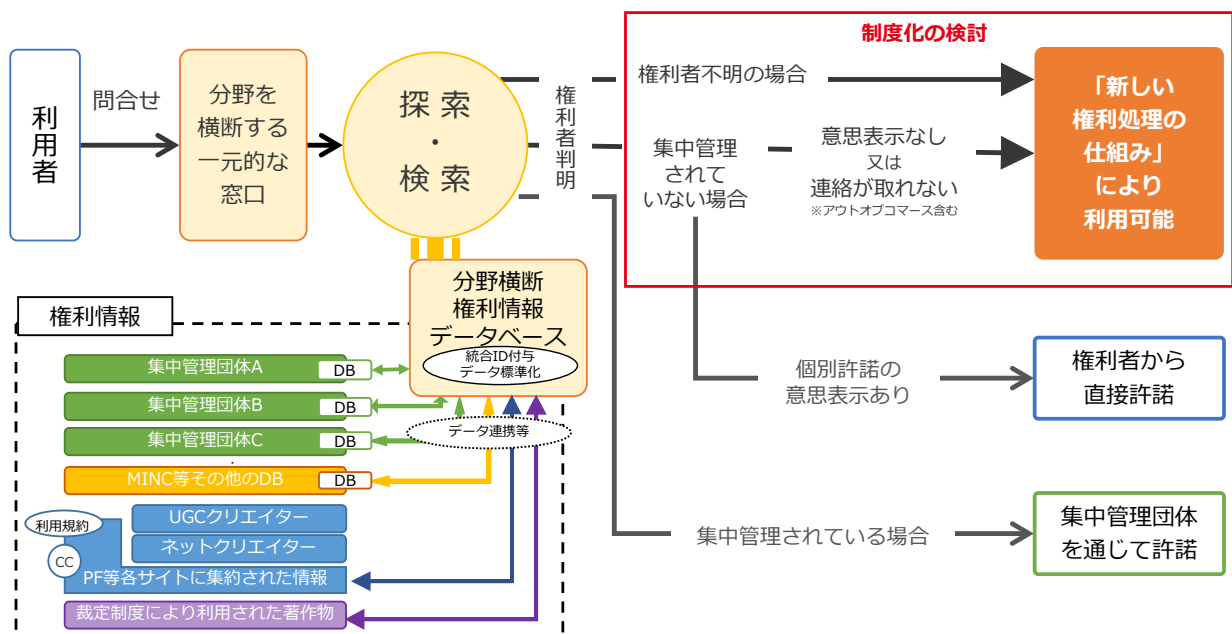 制度化の検討
利用者
問合せ
分野を
横断する
一元的な
窓口
探索
・
検索
権利者判明
権利者不明の場合
集中管理
されて
いない場合
意思表示なし
又は
連絡が取れない
※アウトオブコマース含む
「新しい
権利処理の
仕組み」
により
利用可能
個別許諾の
意思表示あり
権利者から
直接許諾
集中管理されている場合
集中管理団体
を通じて許諾
分野横断
権利情報
データベース
統合ID付与
データ標準化
データ連携等
権利情報
集中管理団体A
DB
集中管理団体B
DB
集中管理団体C
DB
MINC等その他のDB
DB
利用規約
CC
UGCクリエイター
ネットクリエイター
PF等各サイトに集約された情報
裁定制度により利用された著作物